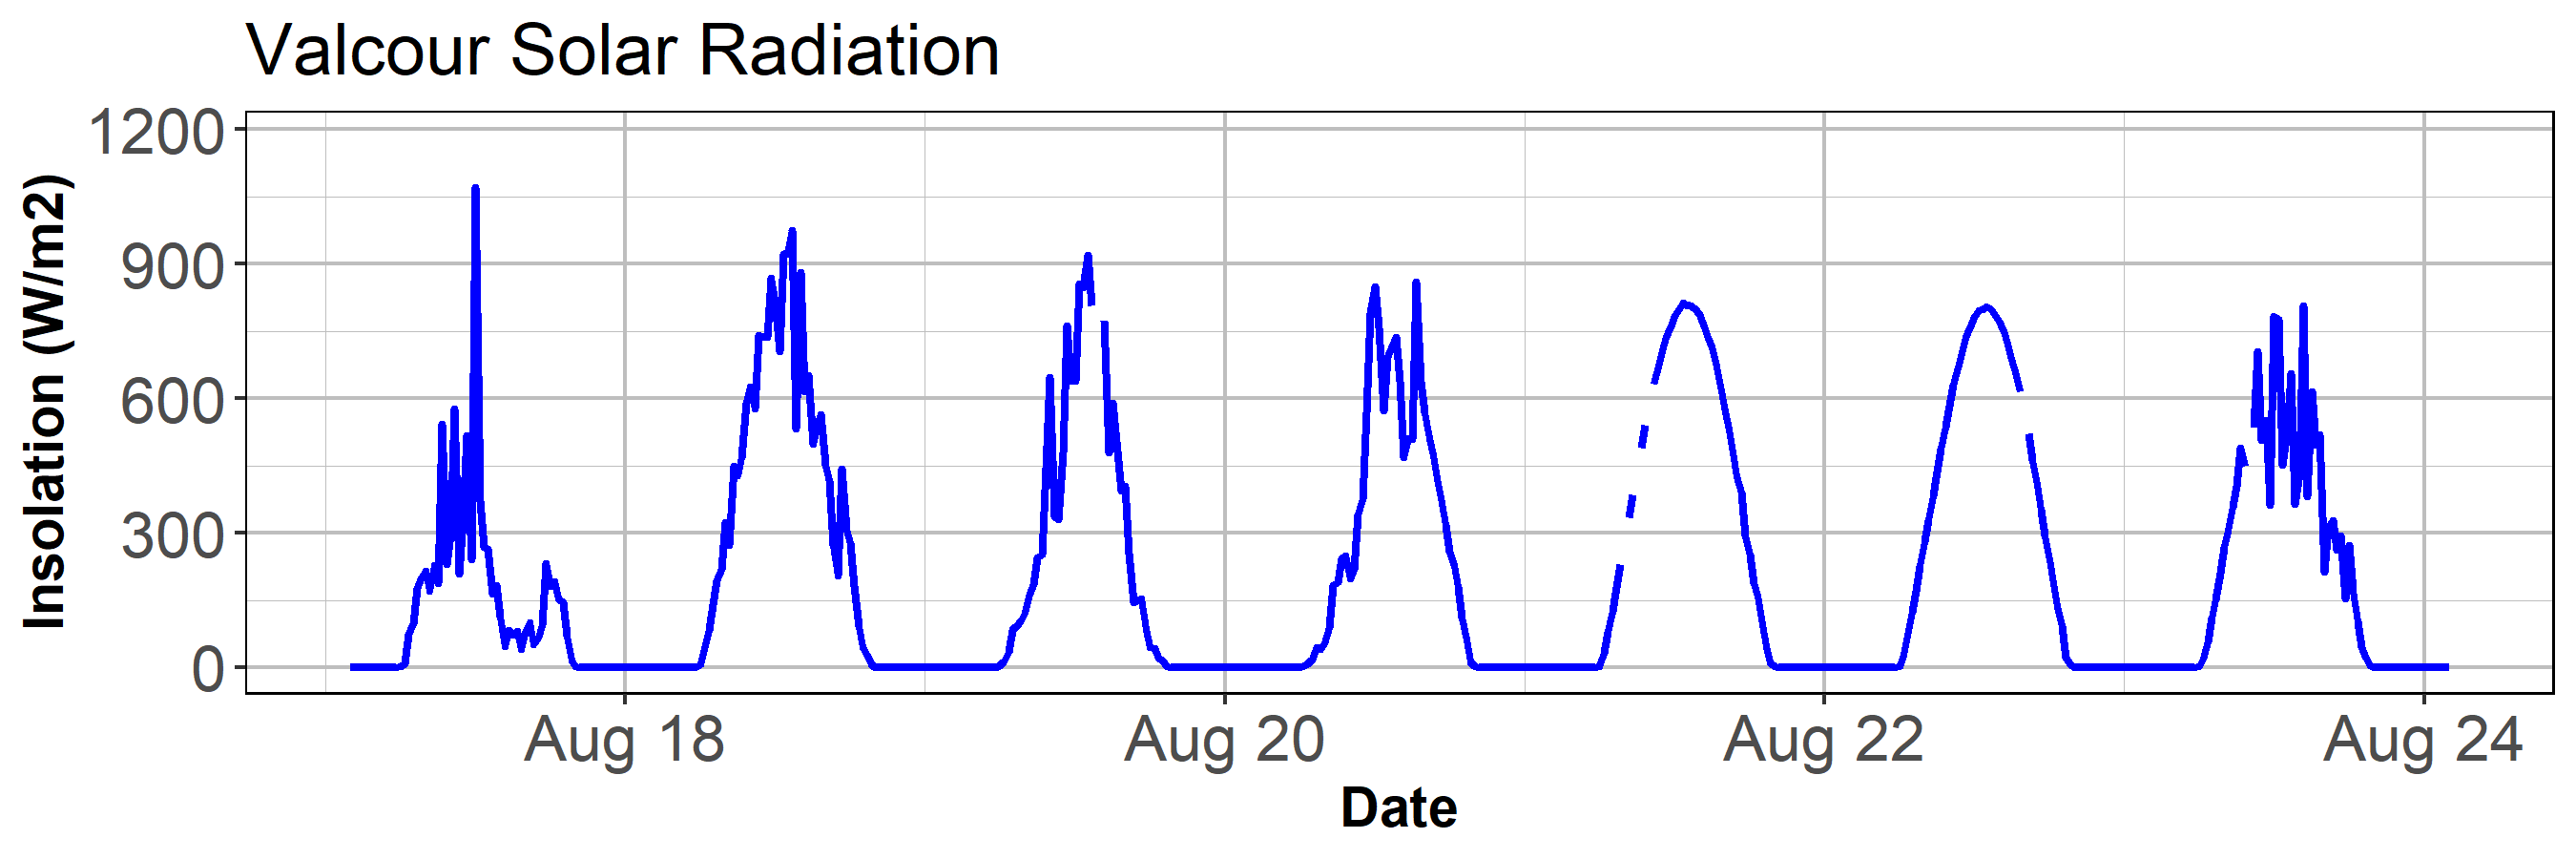 Valcour Solar Radiation
1200
900
600
300
0
Insolation (W/m2)
Aug 18 Aug 20 Aug 22 Aug 24
Date